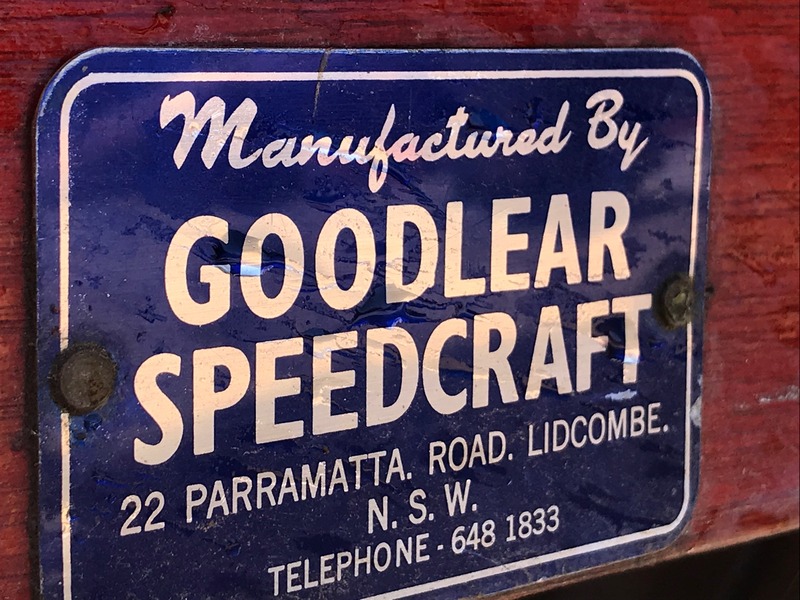 Manufactured By
GOODLEAR
SPEEDCRAFT
22 PARRAMATTA. ROAD. LIDCOMBE.
N. S. W.
TELEPHONE - 648 1833